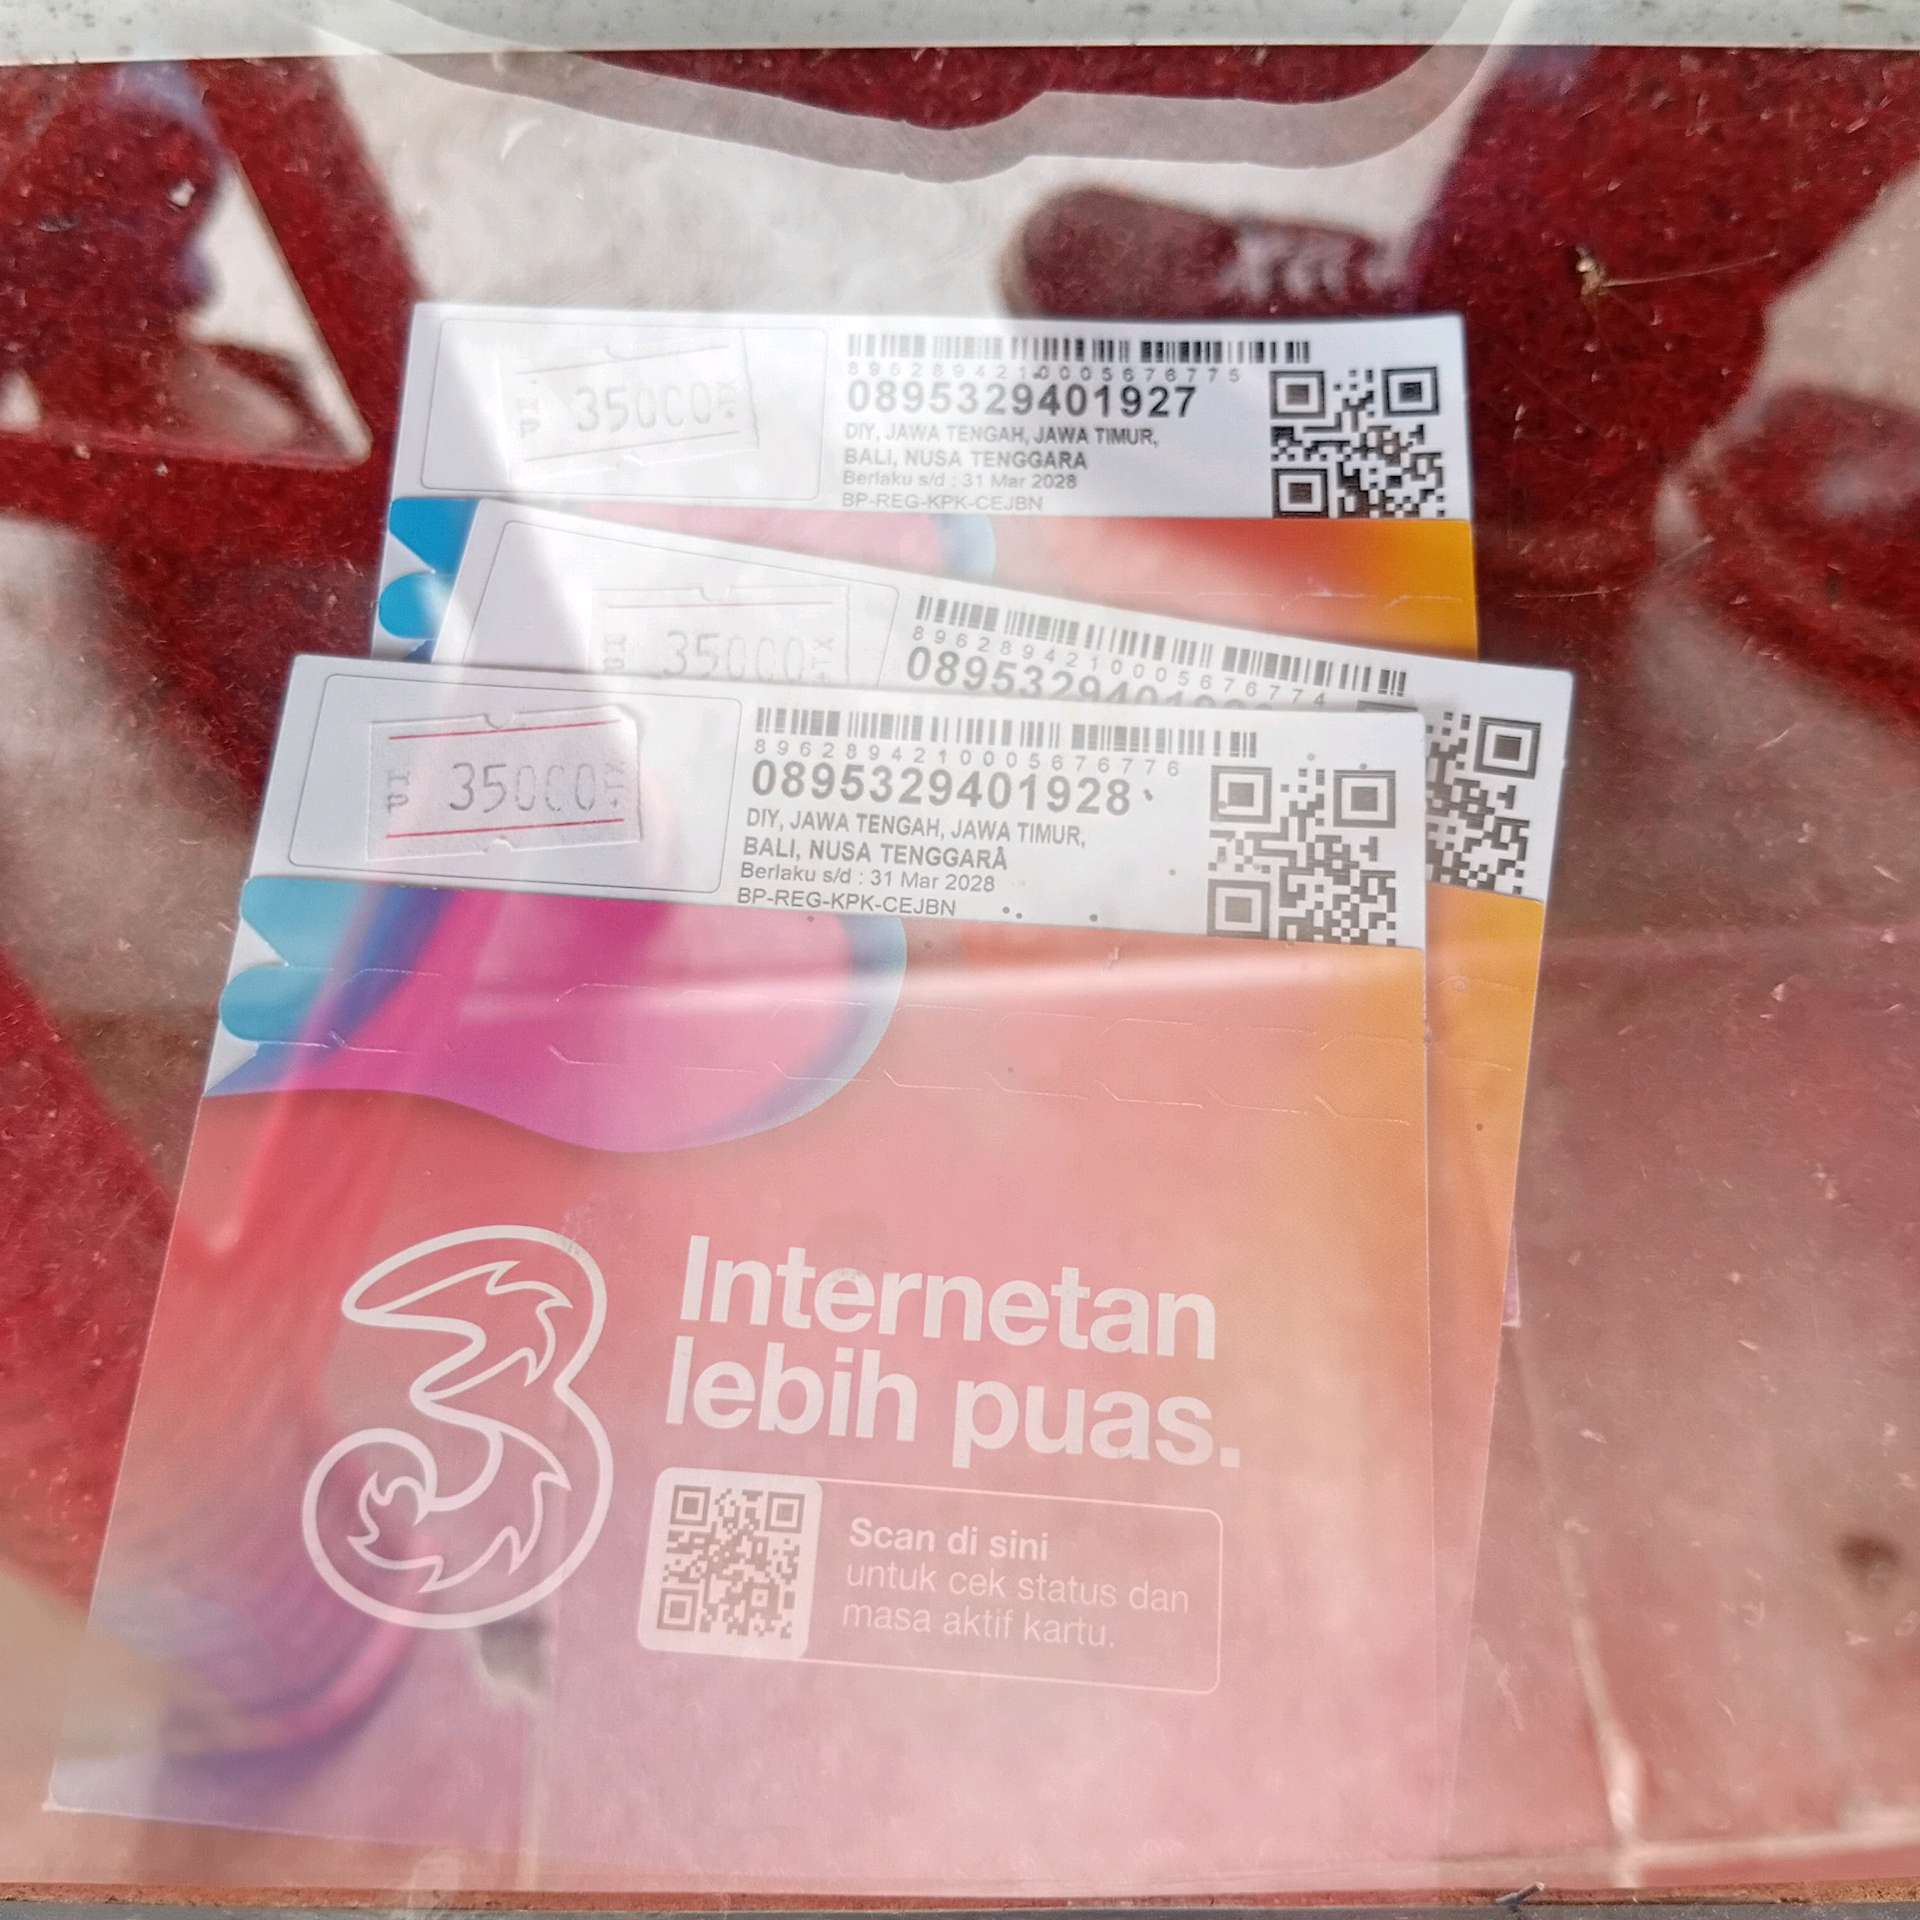 35000
8962894210005676775
0895329401927
DIY, JAWA TENGAH, JAWA TIMUR,
BALI, NUSA TENGGARA
Berlaku s/d : 31 Mar 2028
BP-REG-KPK-CEJBN
35000
8962894210005676774
35000
8962894210005676776
0895329401928
DIY, JAWA TENGAH, JAWA TIMUR,
BALI, NUSA TENGGARA
Berlaku s/d : 31 Mar 2028
BP-REG-KPK-CEJBN
3
Internetan
lebih puas.
Scan di sini
untuk cek status dan
masa aktif kartu.